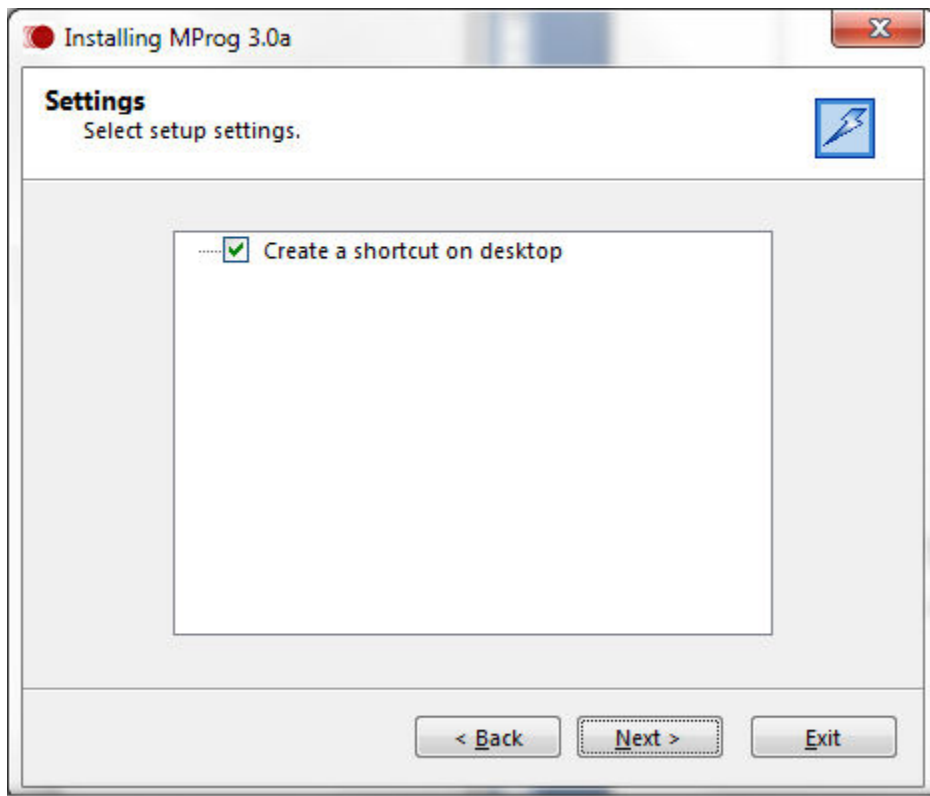 Installing MProg 3.0a
Settings
Select setup settings.
Create a shortcut on desktop
< Back
Next >
Exit